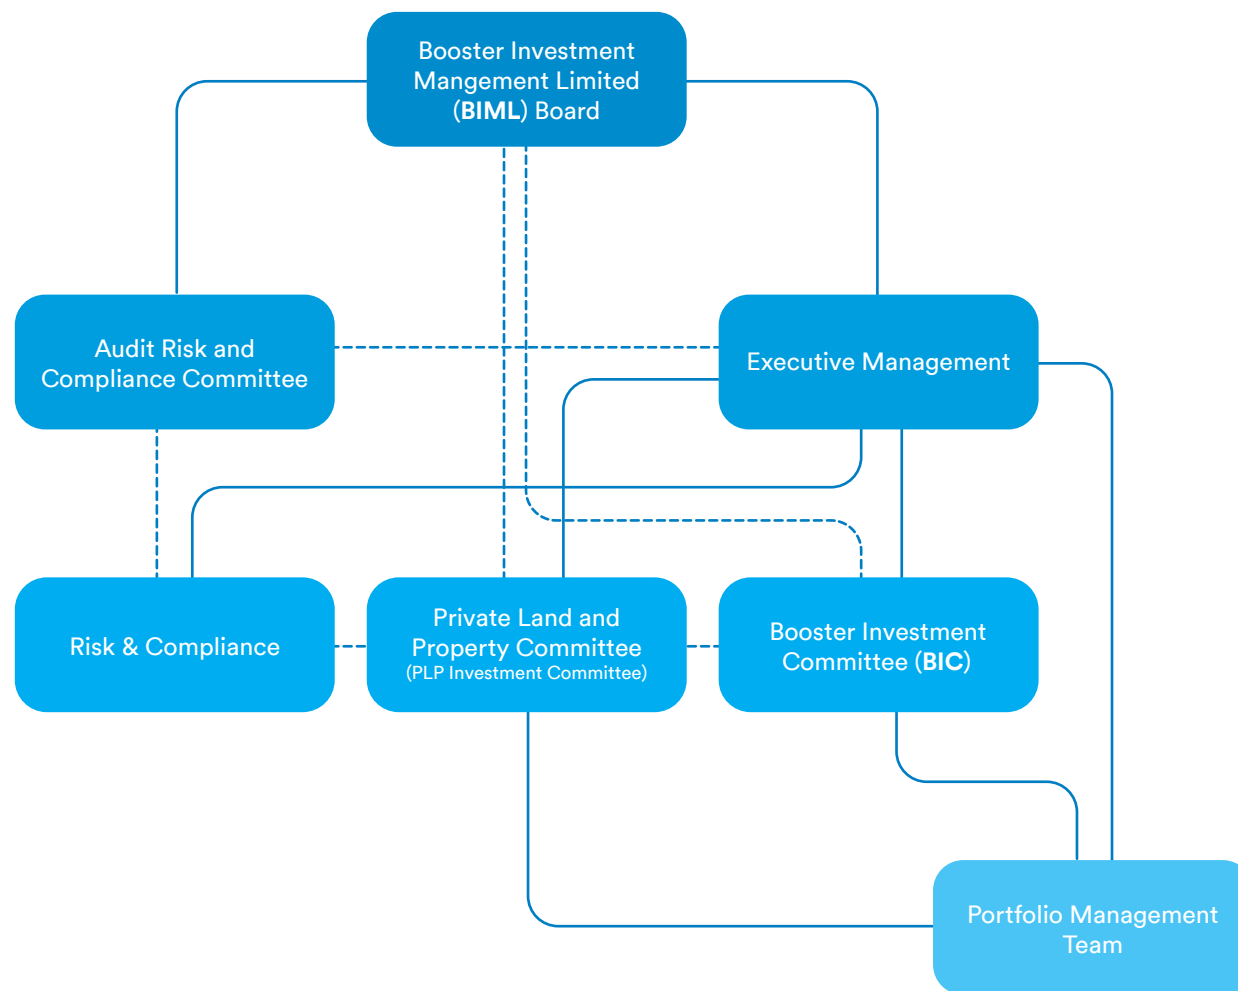 Booster Investment
Mangement Limited
(BIML) Board
Audit Risk and
Compliance Committee
Executive Management
Risk & Compliance
Private Land and
Property Committee
(PLP Investment Committee)
Booster Investment
Committee (BIC)
Portfolio Management
Team